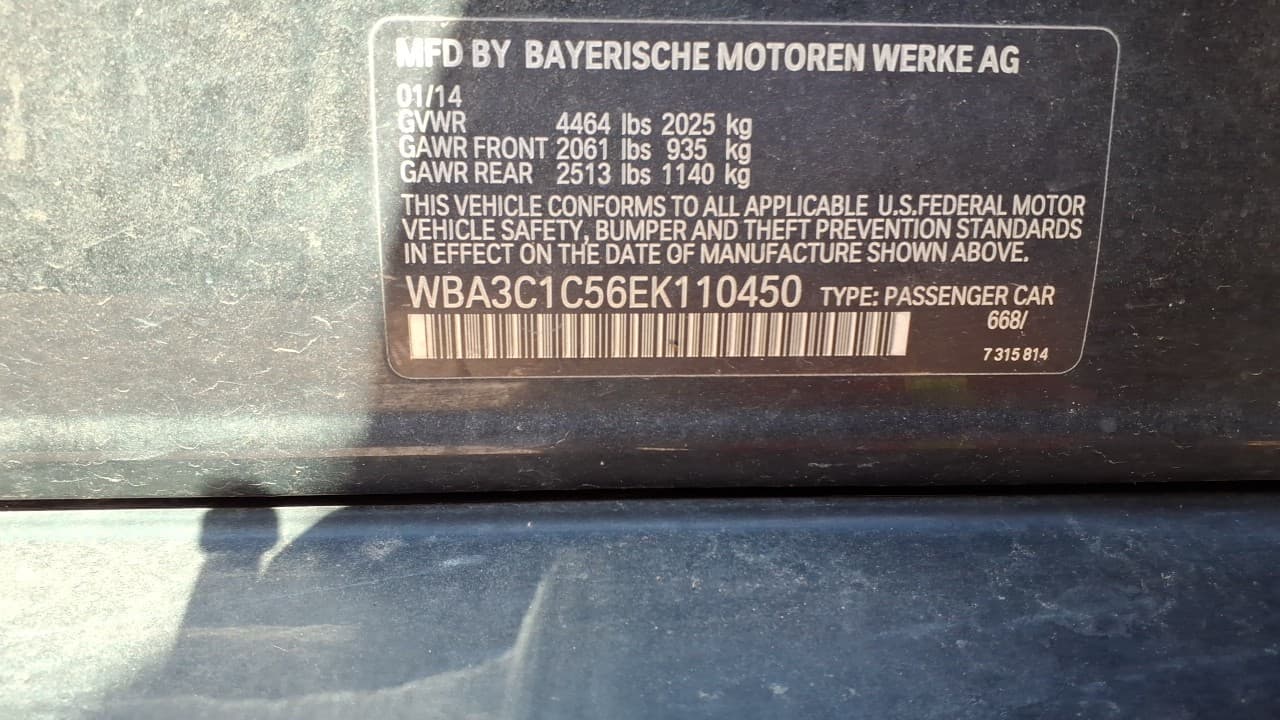 MFD BY BAYERISCHE MOTOREN WERKE AG
01/14
GVWR 4464 lbs 2025 kg
GAWR FRONT 2061 lbs 935 kg
GAWR REAR 2513 lbs 1140 kg
THIS VEHICLE CONFORMS TO ALL APPLICABLE U.S.FEDERAL MOTOR
VEHICLE SAFETY, BUMPER AND THEFT PREVENTION STANDARDS
IN EFFECT ON THE DATE OF MANUFACTURE SHOWN ABOVE.
WBA3C1C56EK110450 TYPE: PASSENGER CAR
668/
7 315 814